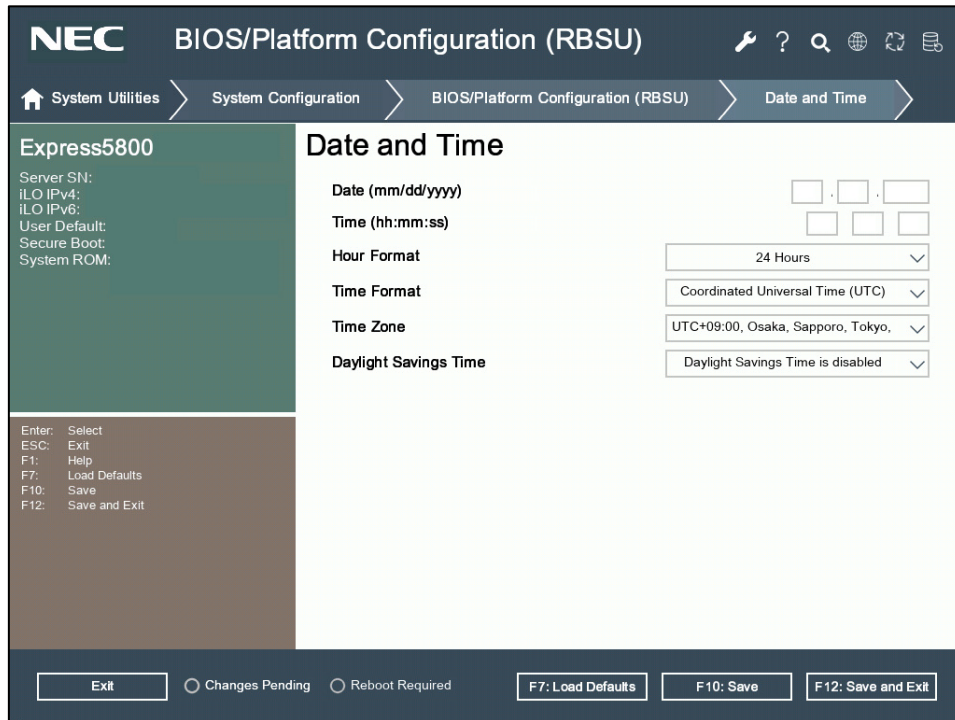 NEC BIOS/Platform Configuration (RBSU) ?
System Utilities System Configuration BIOS/Platform Configuration (RBSU) Date and Time
Express5800
Server SN:
iLO IPv4:
iLO IPv6:
User Default:
Secure Boot:
System ROM:
Enter: Select
ESC: Exit
F1: Help
F7: Load Defaults
F10: Save
F12: Save and Exit
Date and Time
Date (mm/dd/yyyy) . .
Time (hh:mm:ss)
Hour Format 24 Hours
Time Format Coordinated Universal Time (UTC)
Time Zone UTC+09:00, Osaka, Sapporo, Tokyo,
Daylight Savings Time Daylight Savings Time is disabled
Exit Changes Pending Reboot Required F7: Load Defaults F10: Save F12: Save and Exit